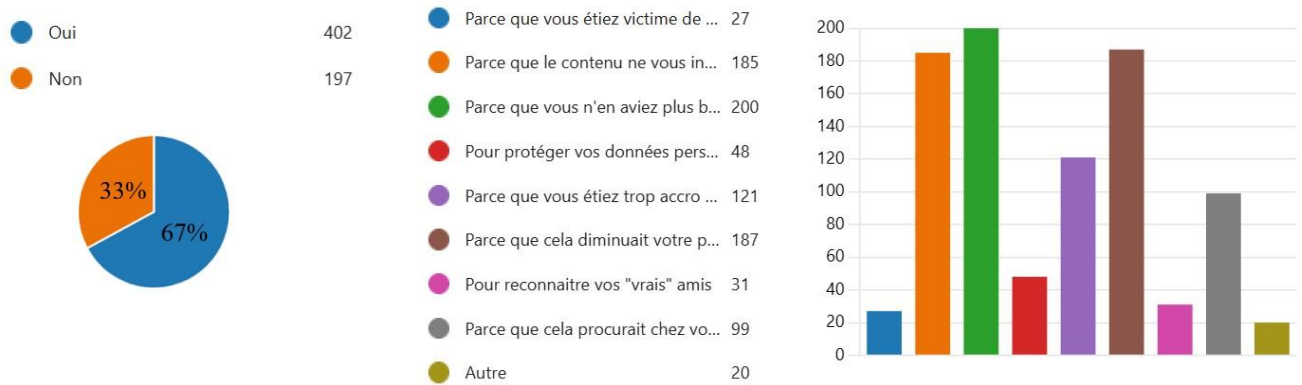 Oui 402
Non 197
33%
67%
Parce que vous étiez victime de ... 27
Parce que le contenu ne vous in... 185
Parce que vous n'en aviez plus b... 200
Pour protéger vos données pers... 48
Parce que vous étiez trop accro ... 121
Parce que cela diminuait votre p... 187
Pour reconnaitre vos "vrais" amis 31
Parce que cela procurait chez vo... 99
Autre 20
200
180
160
140
120
100
80
60
40
20
0